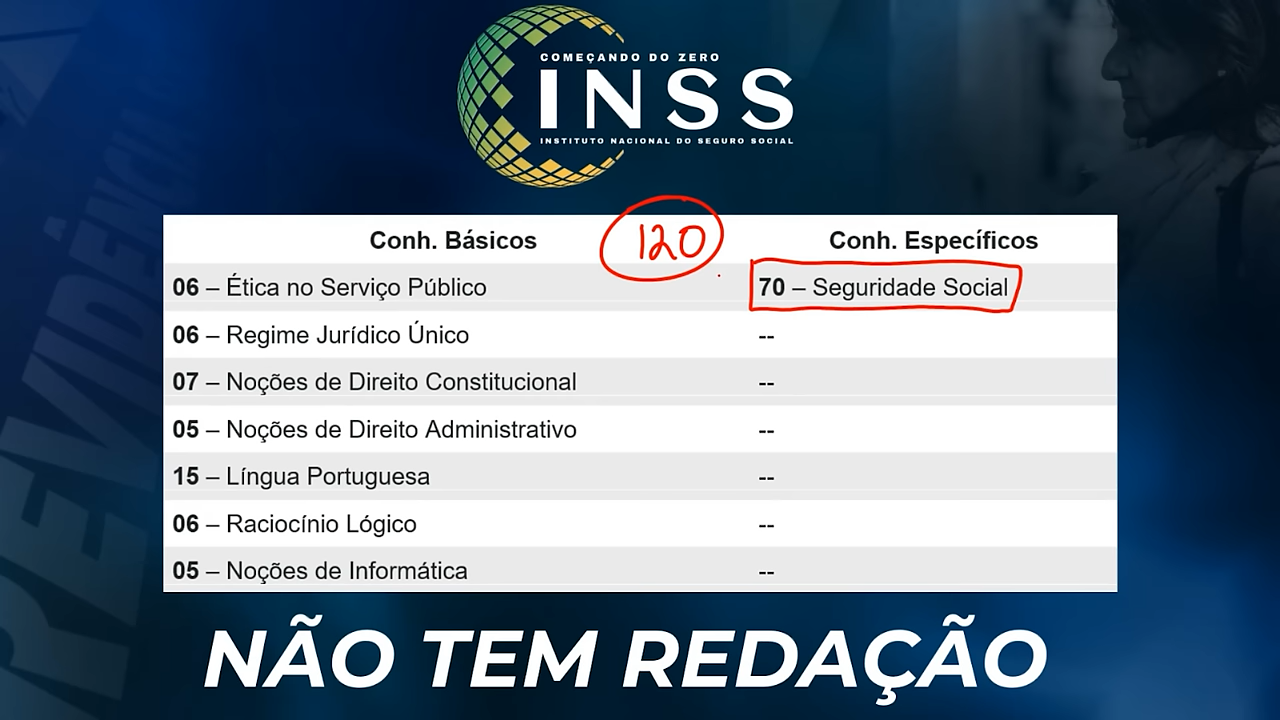 COMEÇANDO DO ZERO
INSS
INSTITUTO NACIONAL DO SEGURO SOCIAL
Conh. Básicos 120 Conh. Específicos
06 – Ética no Serviço Público 70 – Seguridade Social
06 – Regime Jurídico Único --
07 – Noções de Direito Constitucional --
05 – Noções de Direito Administrativo --
15 – Língua Portuguesa --
06 – Raciocínio Lógico --
05 – Noções de Informática --
NÃO TEM REDAÇÃO
PREVIDÊNCIA